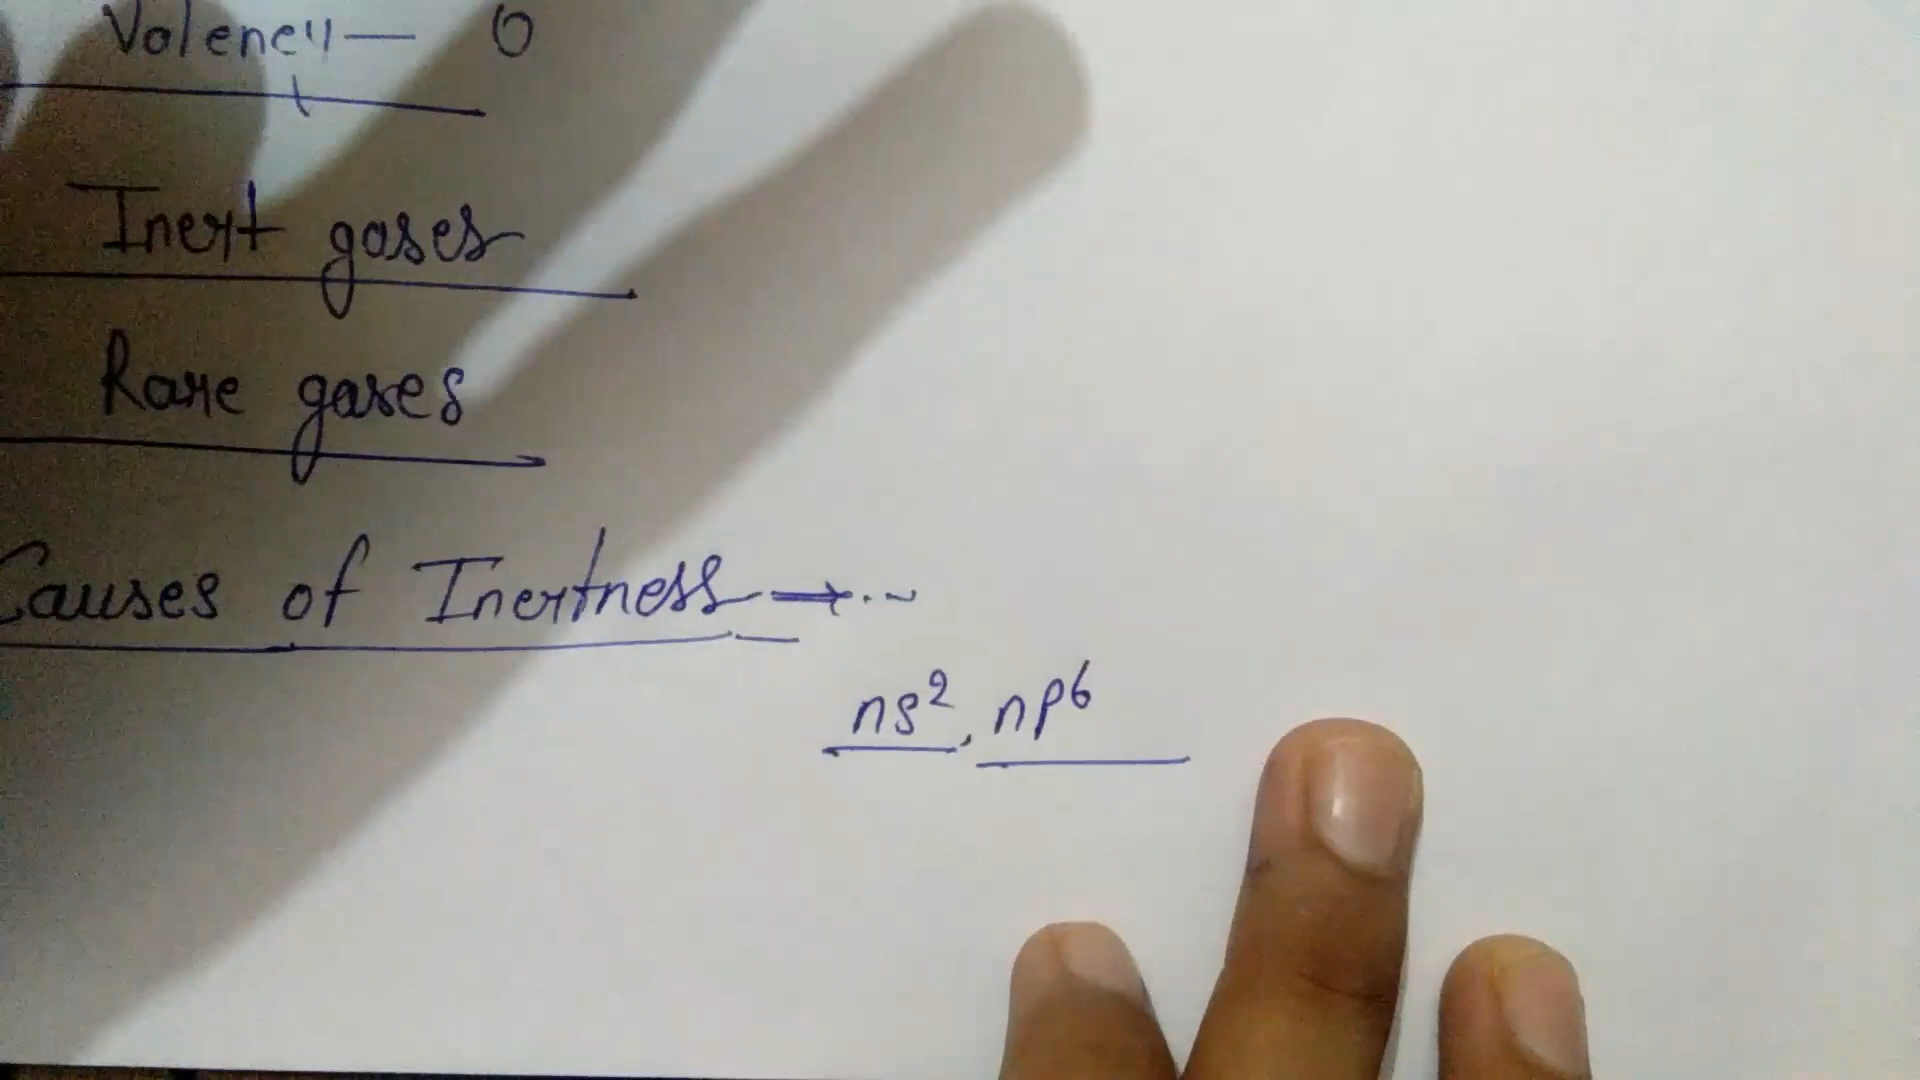 Valency — 0
Inert gases
Rare gases
Causes of Inertness →
ns², np⁶